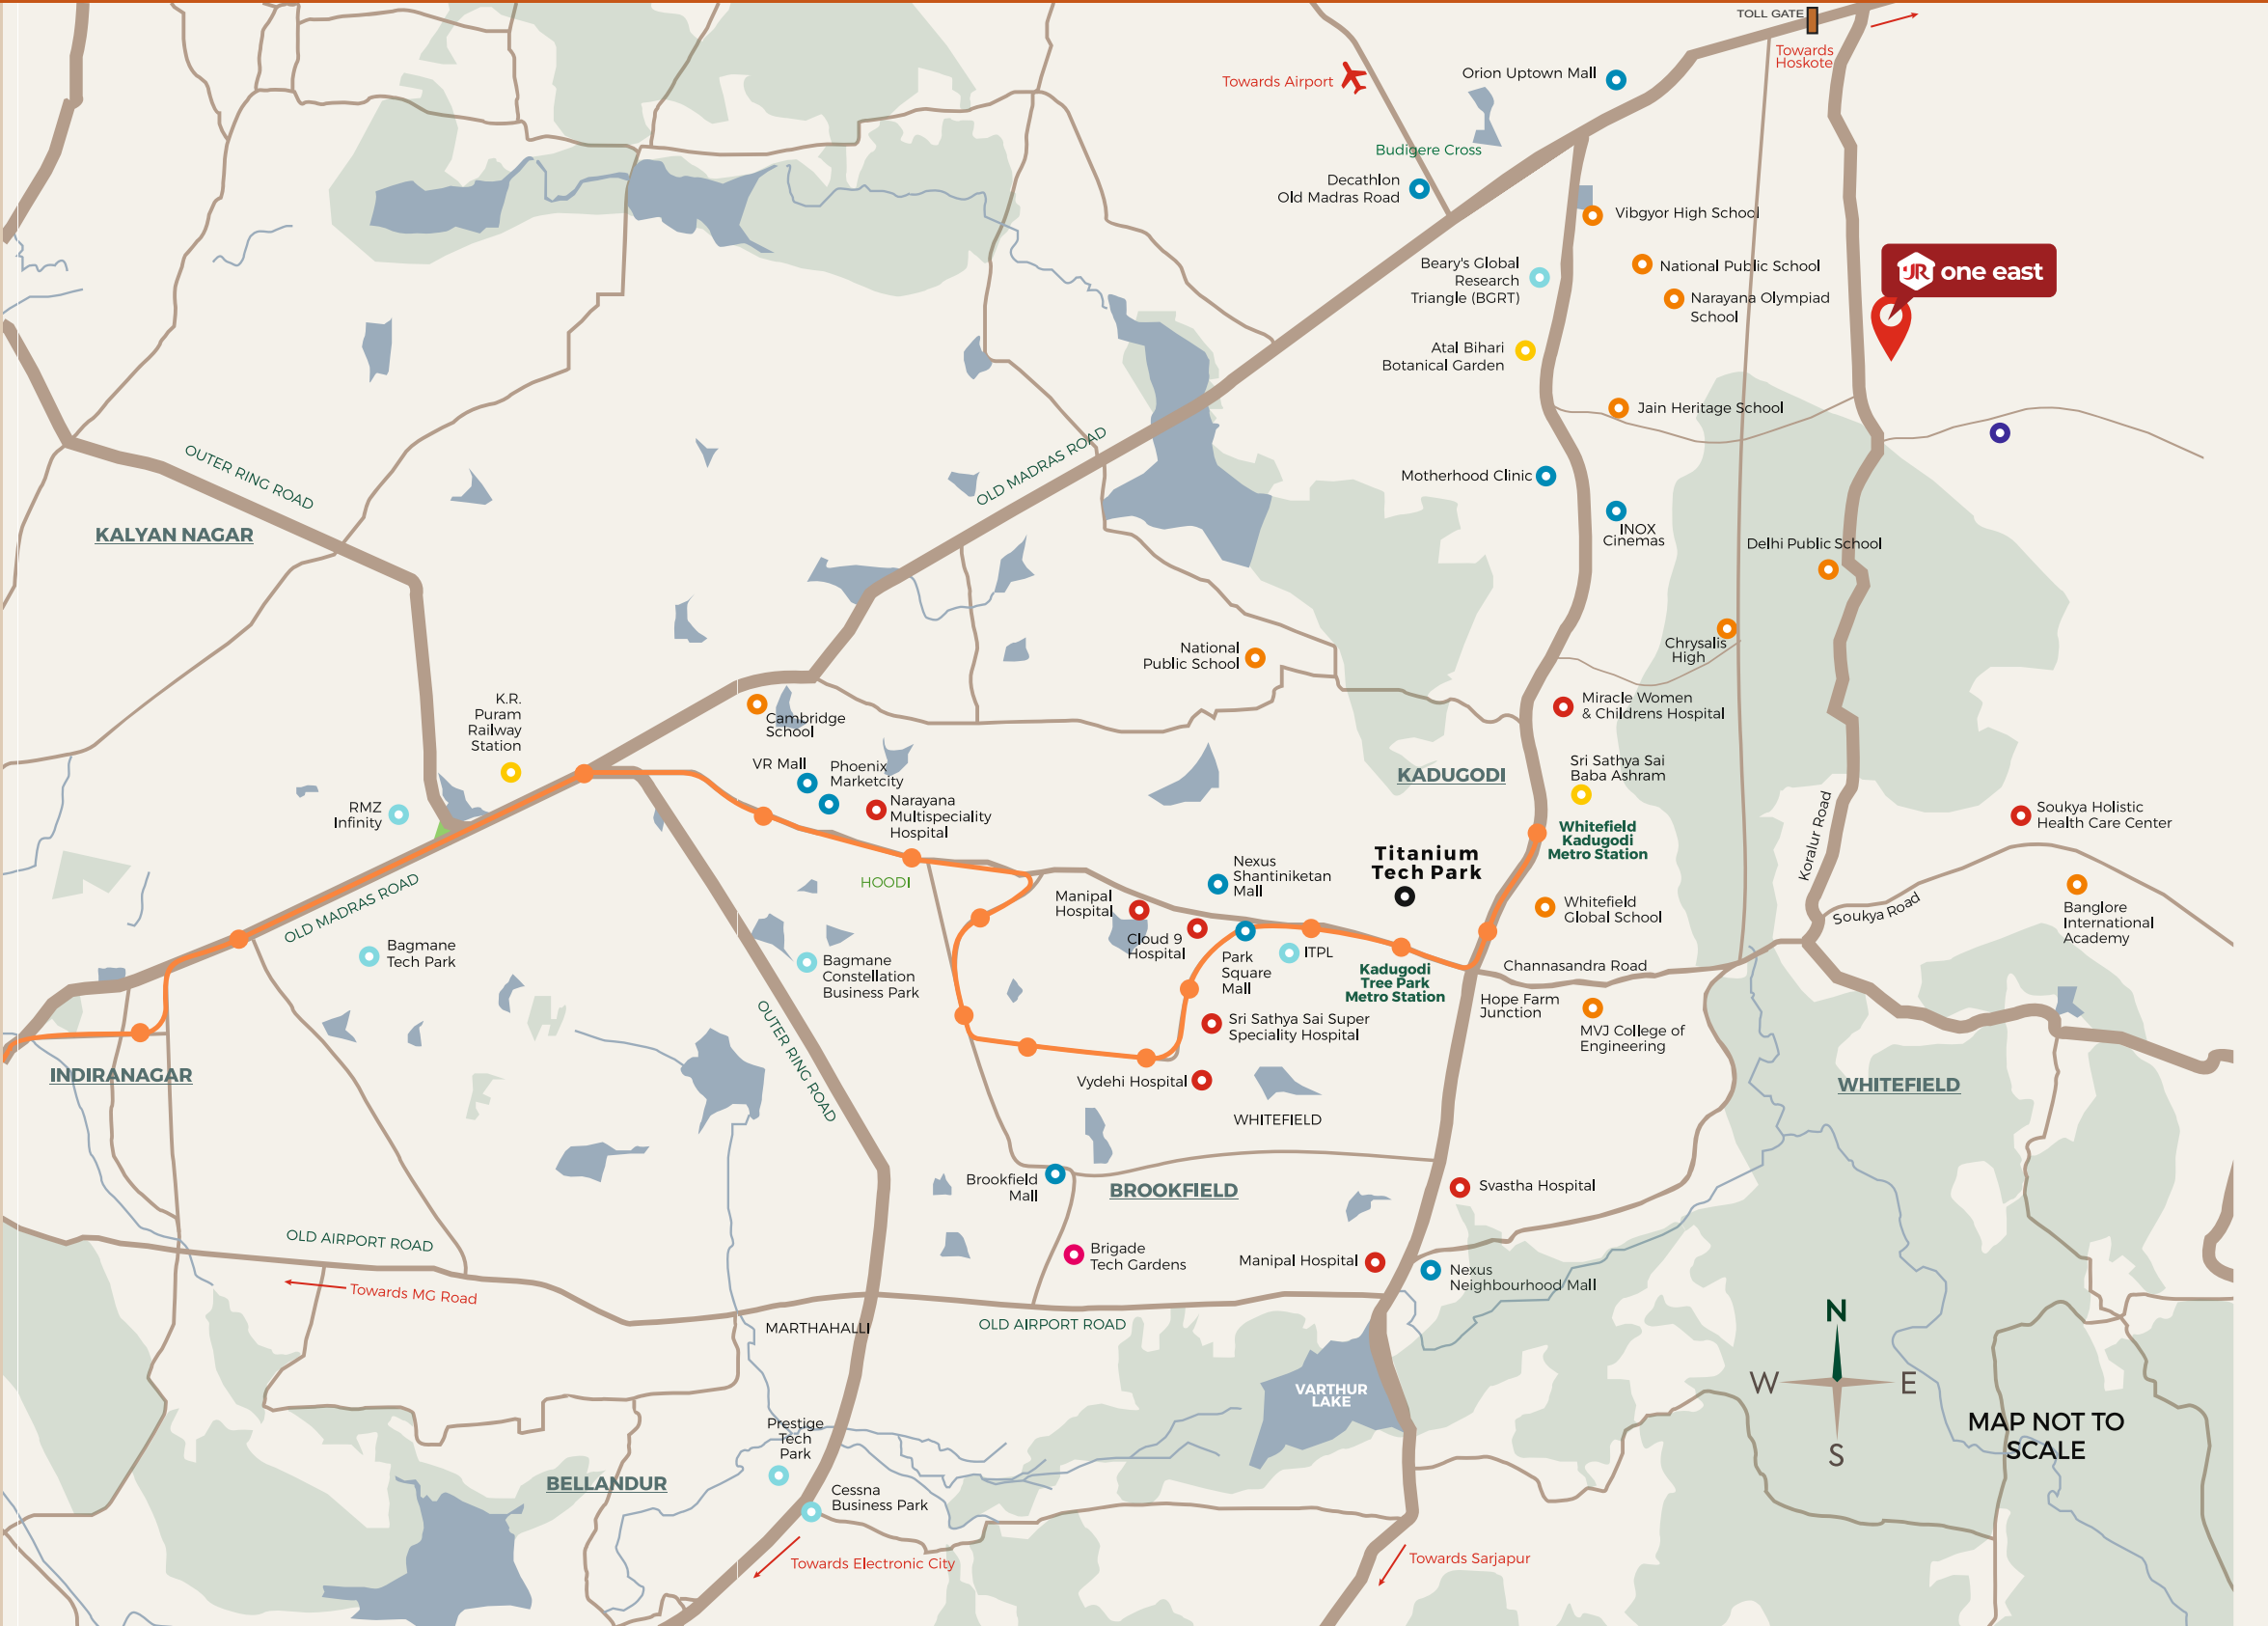 TOLL GATE
Towards
Hoskote
Towards Airport
Orion Uptown Mall
Budigere Cross
Decathlon
Old Madras Road
Vibgyor High School
Beary's Global
Research
Triangle (BGRT)
National Public School
Narayana Olympiad
School
JR one east
Atal Bihari
Botanical Garden
Jain Heritage School
OUTER RING ROAD
OLD MADRAS ROAD
Motherhood Clinic
INOX
Cinemas
KALYAN NAGAR
Delhi Public School
National
Public School
Chrysalis
High
K.R.
Puram
Railway
Station
Cambridge
School
Miracle Women
& Childrens Hospital
VR Mall
Phoenix
Marketcity
KADUGODI
Sri Sathya Sai
Baba Ashram
RMZ
Infinity
Narayana
Multispeciality
Hospital
Whitefield
Kadugodi
Metro Station
Koralur Road
Soukya Holistic
Health Care Center
HOODI
Titanium
Tech Park
Nexus
Shantiniketan
Mall
Manipal
Hospital
Whitefield
Global School
Soukya Road
Banglore
International
Academy
OLD MADRAS ROAD
Bagmane
Tech Park
Bagmane
Constellation
Business Park
Cloud 9
Hospital
Park
Square
Mall
ITPL
Kadugodi
Tree Park
Metro Station
Channasandra Road
Hope Farm
Junction
MVJ College of
Engineering
OUTER RING ROAD
Sri Sathya Sai Super
Speciality Hospital
INDIRANAGAR
Vydehi Hospital
WHITEFIELD
WHITEFIELD
Brookfield
Mall
BROOKFIELD
Svastha Hospital
OLD AIRPORT ROAD
Brigade
Tech Gardens
Manipal Hospital
Nexus
Neighbourhood Mall
Towards MG Road
MARTHAHALLI
OLD AIRPORT ROAD
N
W
E
S
VARTHUR
LAKE
MAP NOT TO
SCALE
Prestige
Tech
Park
BELLANDUR
Cessna
Business Park
Towards Electronic City
Towards Sarjapur